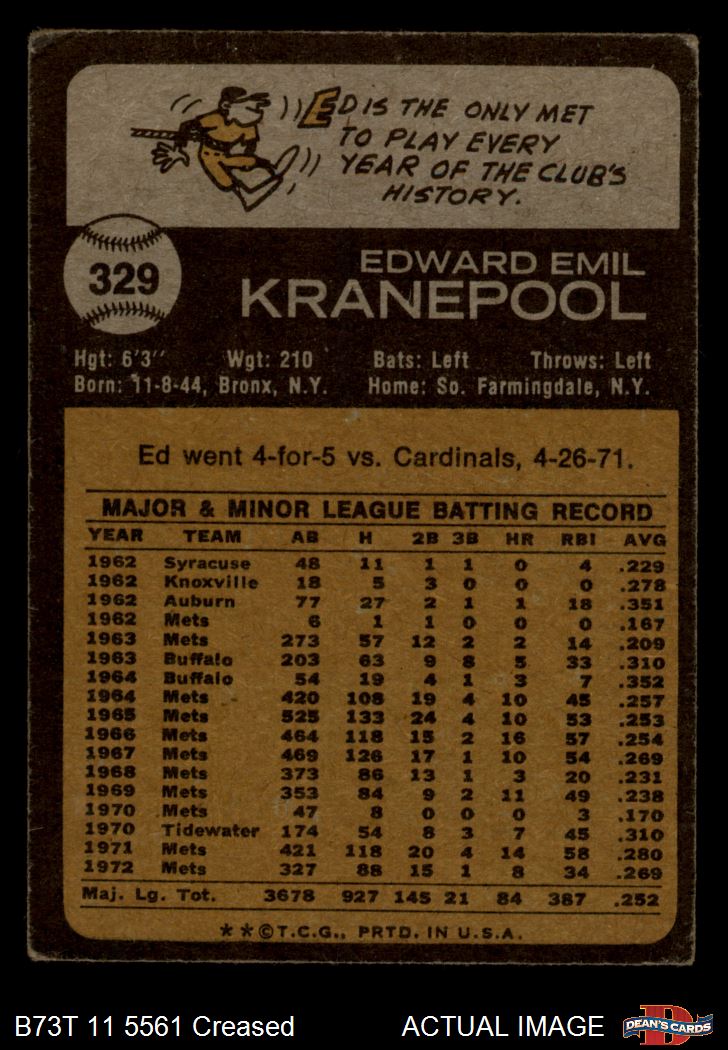 ED IS THE ONLY MET
TO PLAY EVERY
YEAR OF THE CLUB'S
HISTORY.
329
EDWARD EMIL
KRANEPOOL
Hgt: 6'3" Wgt: 210 Bats: Left Throws: Left
Born: 11-8-44, Bronx, N.Y. Home: So. Farmingdale, N.Y.
Ed went 4-for-5 vs. Cardinals, 4-26-71.
MAJOR & MINOR LEAGUE BATTING RECORD
YEAR TEAM AB H 2B 3B HR RBI AVG
1962 Syracuse 48 11 1 1 0 4 .229
1962 Knoxville 18 5 3 0 0 0 .278
1962 Auburn 77 27 2 1 1 18 .351
1962 Mets 6 1 1 0 0 0 .167
1963 Mets 273 57 12 2 2 14 .209
1963 Buffalo 203 63 9 8 5 33 .310
1964 Buffalo 54 19 4 1 3 7 .352
1964 Mets 420 108 19 4 10 45 .257
1965 Mets 525 133 24 4 10 53 .253
1966 Mets 464 118 15 2 16 57 .254
1967 Mets 469 126 17 1 10 54 .269
1968 Mets 373 86 13 1 3 20 .231
1969 Mets 353 84 9 2 11 49 .238
1970 Mets 47 8 0 0 0 3 .170
1970 Tidewater 174 54 8 3 7 45 .310
1971 Mets 421 118 20 4 14 58 .280
1972 Mets 327 88 15 1 8 34 .269
Maj. Lg. Tot. 3678 927 145 21 84 387 .252
**©T.C.G., PRTD. IN U.S.A.
B73T 11 5561 Creased ACTUAL IMAGE DEAN'S CARDS